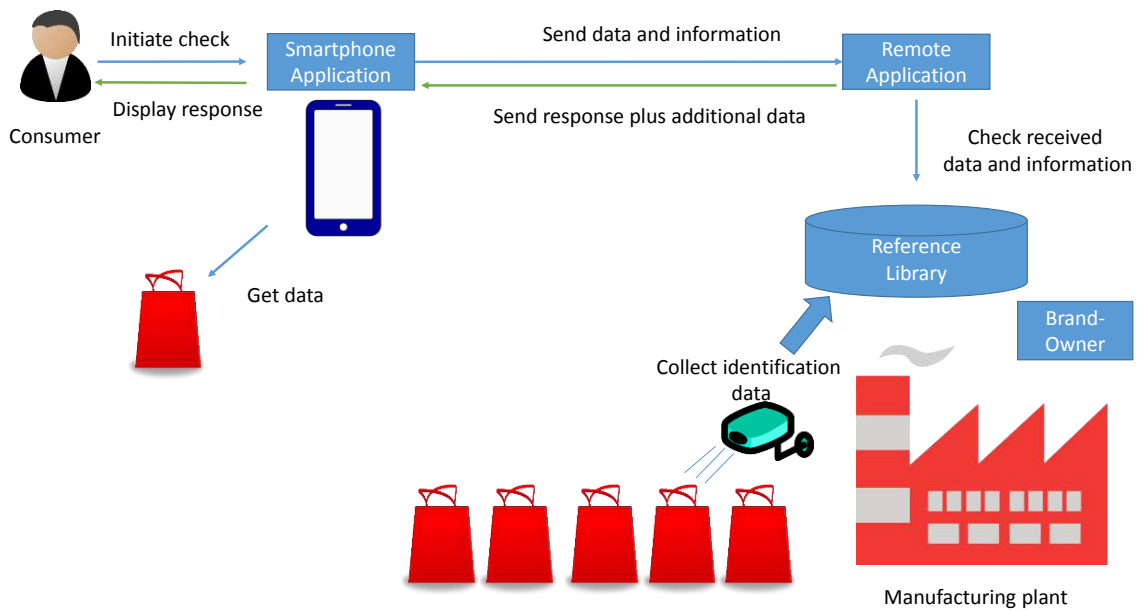 Initiate check
Smartphone
Application
Send data and information
Remote
Application
Display response
Send response plus additional data
Consumer
Check received
data and information
Reference
Library
Get data
Brand-
Owner
Collect identification
data
Manufacturing plant